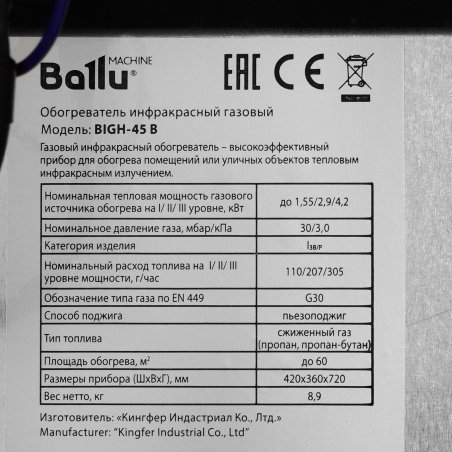 MACHINE
Ballu®
EAC CE
Обогреватель инфракрасный газовый
Модель: BIGH-45 B
Газовый инфракрасный обогреватель – высокоэффективный
прибор для обогрева помещений или уличных объектов тепловым
инфракрасным излучением.
Номинальная тепловая мощность газового
источника обогрева на I/ II/ III уровне, кВт
до 1,55/2,9/4,2
Номинальное давление газа, мбар/кПа
30/3,0
Категория изделия
I3B/P
Номинальный расход топлива на I/ II/ III
уровне мощности, г/час
110/207/305
Обозначение типа газа по EN 449
G30
Способ поджига
пьезоподжиг
Тип топлива
сжиженный газ
(пропан, пропан-бутан)
Площадь обогрева, м²
до 60
Размеры прибора (ШхВхГ), мм
420х360х720
Вес нетто, кг
8,9
Изготовитель: «Кингфер Индастриал Ко., Лтд.»
Manufacturer: "Kingfer Industrial Co., Ltd"